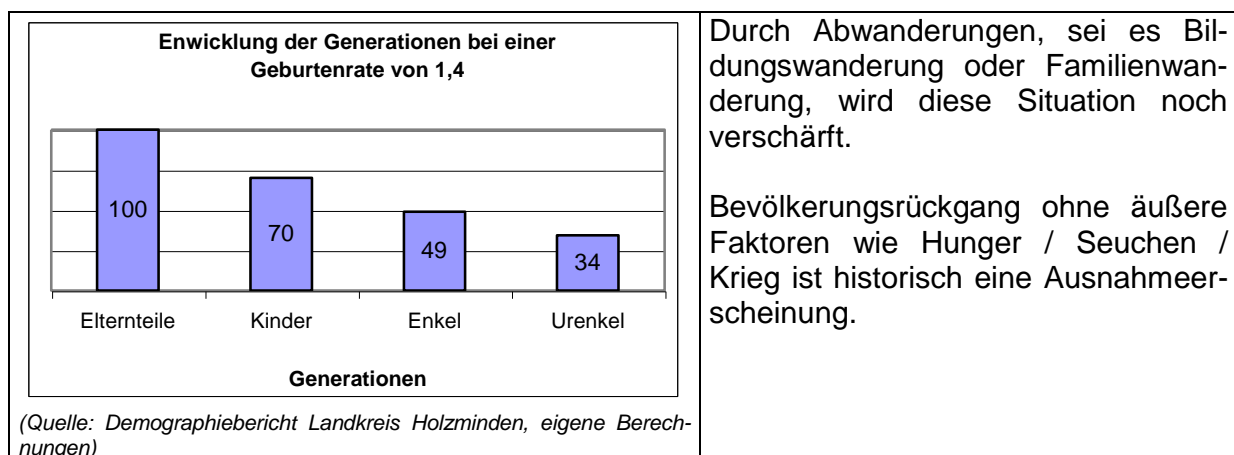 Enwicklung der Generationen bei einer
Geburtenrate von 1,4
100
70
49
34
Elternteile Kinder Enkel Urenkel
Generationen
(Quelle: Demographiebericht Landkreis Holzminden, eigene Berech-
nungen)
Durch Abwanderungen, sei es Bil-
dungswanderung oder Familienwan-
derung, wird diese Situation noch
verschärft.
Bevölkerungsrückgang ohne äußere
Faktoren wie Hunger / Seuchen /
Krieg ist historisch eine Ausnahmeer-
scheinung.